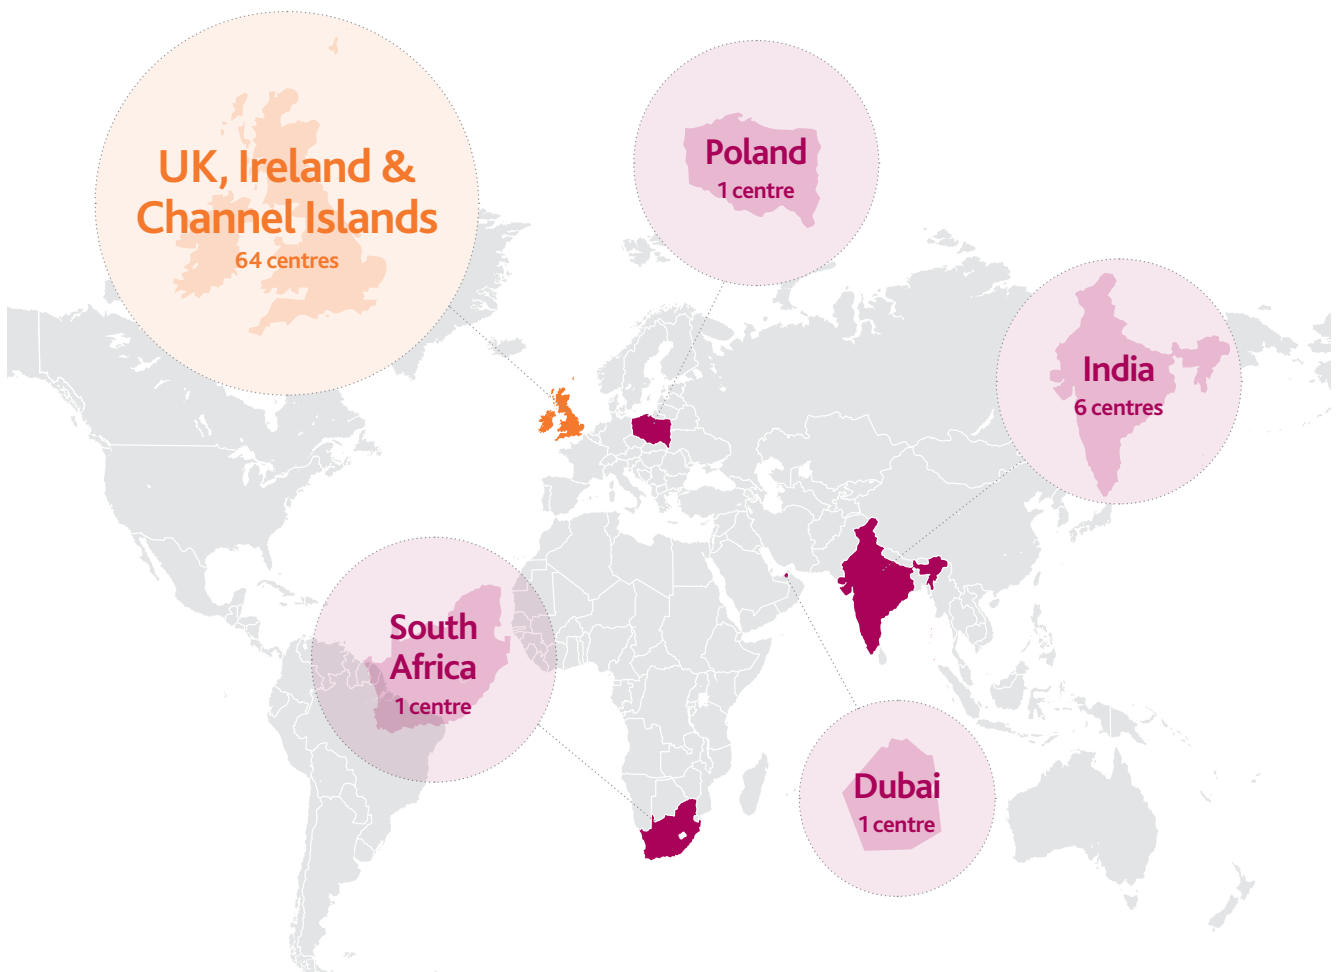 UK, Ireland &
Channel Islands
64 centres
Poland
1 centre
India
6 centres
South
Africa
1 centre
Dubai
1 centre